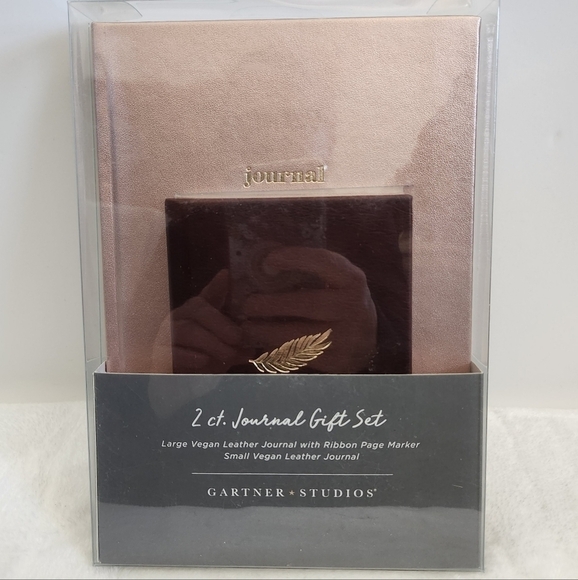 journal
2 ct. Journal Gift Set
Large Vegan Leather Journal with Ribbon Page Marker
Small Vegan Leather Journal
GARTNER ★ STUDIOS®